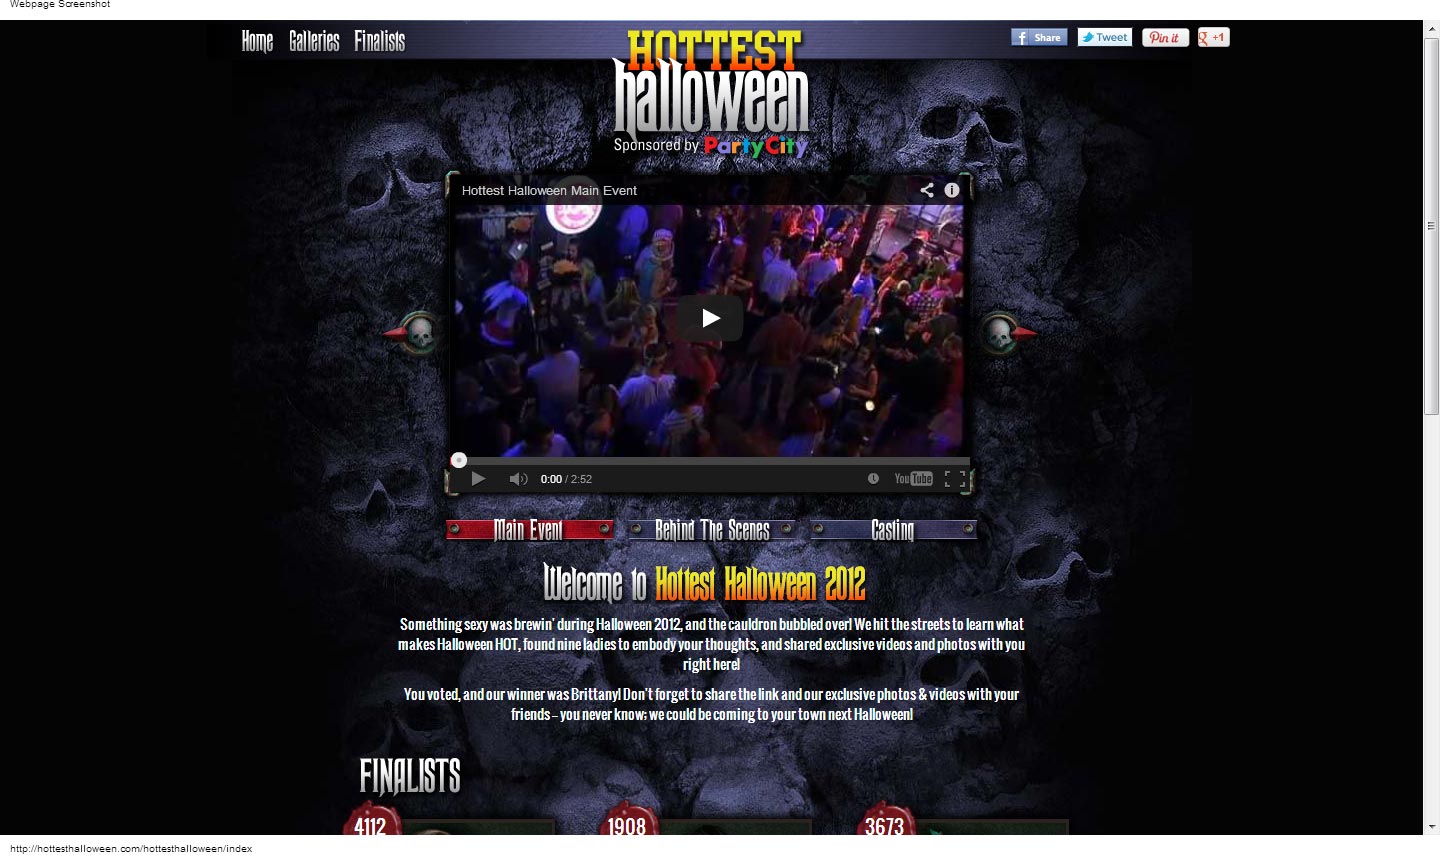 Webpage Screenshot
Home Galleries Finalists
Share Tweet Pin it +1
HOTTEST
halloween
Sponsored by PartyCity
Hottest Halloween Main Event
0:00 / 2:52
YouTube
Main Event
Behind The Scenes
Casting
Welcome to Hottest Halloween 2012
Something sexy was brewin' during Halloween 2012, and the cauldron bubbled over! We hit the streets to learn what
makes Halloween HOT, found nine ladies to embody your thoughts, and shared exclusive videos and photos with you
right here!
You voted, and our winner was Brittany! Don't forget to share the link and our exclusive photos & videos with your
friends – you never know; we could be coming to your town next Halloween!
FINALISTS
4112
1908
3673
http://hottesthalloween.com/hottesthalloween/index